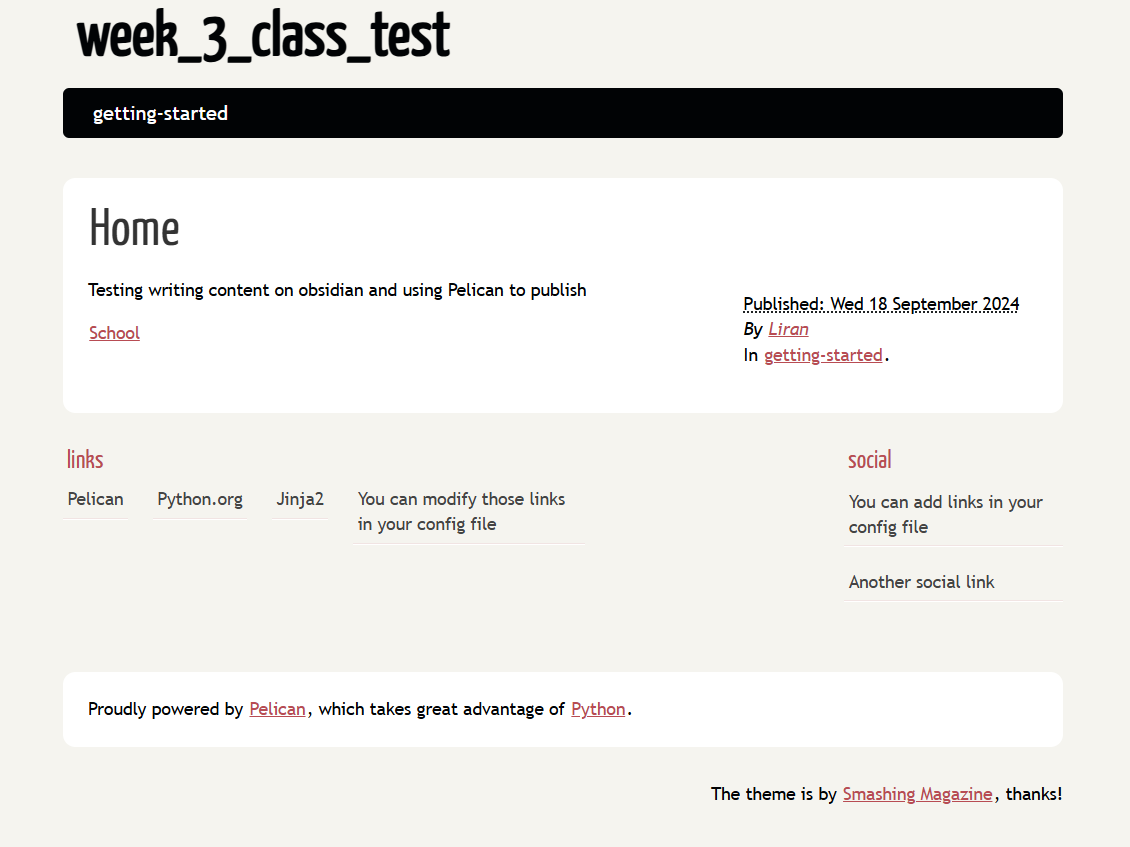 week_3_class_test
getting-started
Home
Testing writing content on obsidian and using Pelican to publish
School
Published: Wed 18 September 2024
By Liran
In getting-started.
links
Pelican
Python.org
Jinja2
You can modify those links
in your config file
social
You can add links in your
config file
Another social link
Proudly powered by Pelican, which takes great advantage of Python.
The theme is by Smashing Magazine, thanks!